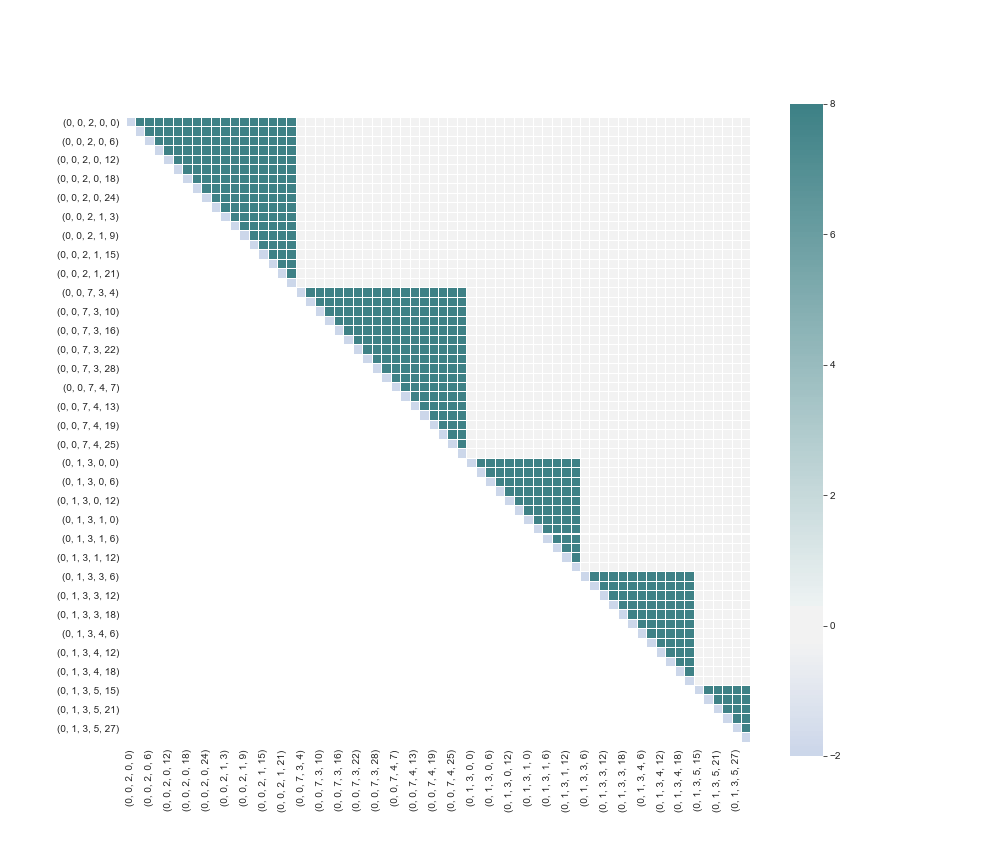 (0, 0, 2, 0, 0)
(0, 0, 2, 0, 6)
(0, 0, 2, 0, 12)
(0, 0, 2, 0, 18)
(0, 0, 2, 0, 24)
(0, 0, 2, 1, 3)
(0, 0, 2, 1, 9)
(0, 0, 2, 1, 15)
(0, 0, 2, 1, 21)
(0, 0, 7, 3, 4)
(0, 0, 7, 3, 10)
(0, 0, 7, 3, 16)
(0, 0, 7, 3, 22)
(0, 0, 7, 3, 28)
(0, 0, 7, 4, 7)
(0, 0, 7, 4, 13)
(0, 0, 7, 4, 19)
(0, 0, 7, 4, 25)
(0, 1, 3, 0, 0)
(0, 1, 3, 0, 6)
(0, 1, 3, 0, 12)
(0, 1, 3, 1, 0)
(0, 1, 3, 1, 6)
(0, 1, 3, 1, 12)
(0, 1, 3, 3, 6)
(0, 1, 3, 3, 12)
(0, 1, 3, 3, 18)
(0, 1, 3, 4, 6)
(0, 1, 3, 4, 12)
(0, 1, 3, 4, 18)
(0, 1, 3, 5, 15)
(0, 1, 3, 5, 21)
(0, 1, 3, 5, 27)
(0, 0, 2, 0, 0)
(0, 0, 2, 0, 6)
(0, 0, 2, 0, 12)
(0, 0, 2, 0, 18)
(0, 0, 2, 0, 24)
(0, 0, 2, 1, 3)
(0, 0, 2, 1, 9)
(0, 0, 2, 1, 15)
(0, 0, 2, 1, 21)
(0, 0, 7, 3, 4)
(0, 0, 7, 3, 10)
(0, 0, 7, 3, 16)
(0, 0, 7, 3, 22)
(0, 0, 7, 3, 28)
(0, 0, 7, 4, 7)
(0, 0, 7, 4, 13)
(0, 0, 7, 4, 19)
(0, 0, 7, 4, 25)
(0, 1, 3, 0, 0)
(0, 1, 3, 0, 6)
(0, 1, 3, 0, 12)
(0, 1, 3, 1, 0)
(0, 1, 3, 1, 6)
(0, 1, 3, 1, 12)
(0, 1, 3, 3, 6)
(0, 1, 3, 3, 12)
(0, 1, 3, 3, 18)
(0, 1, 3, 4, 6)
(0, 1, 3, 4, 12)
(0, 1, 3, 4, 18)
(0, 1, 3, 5, 15)
(0, 1, 3, 5, 21)
(0, 1, 3, 5, 27)
8
6
4
2
0
−2